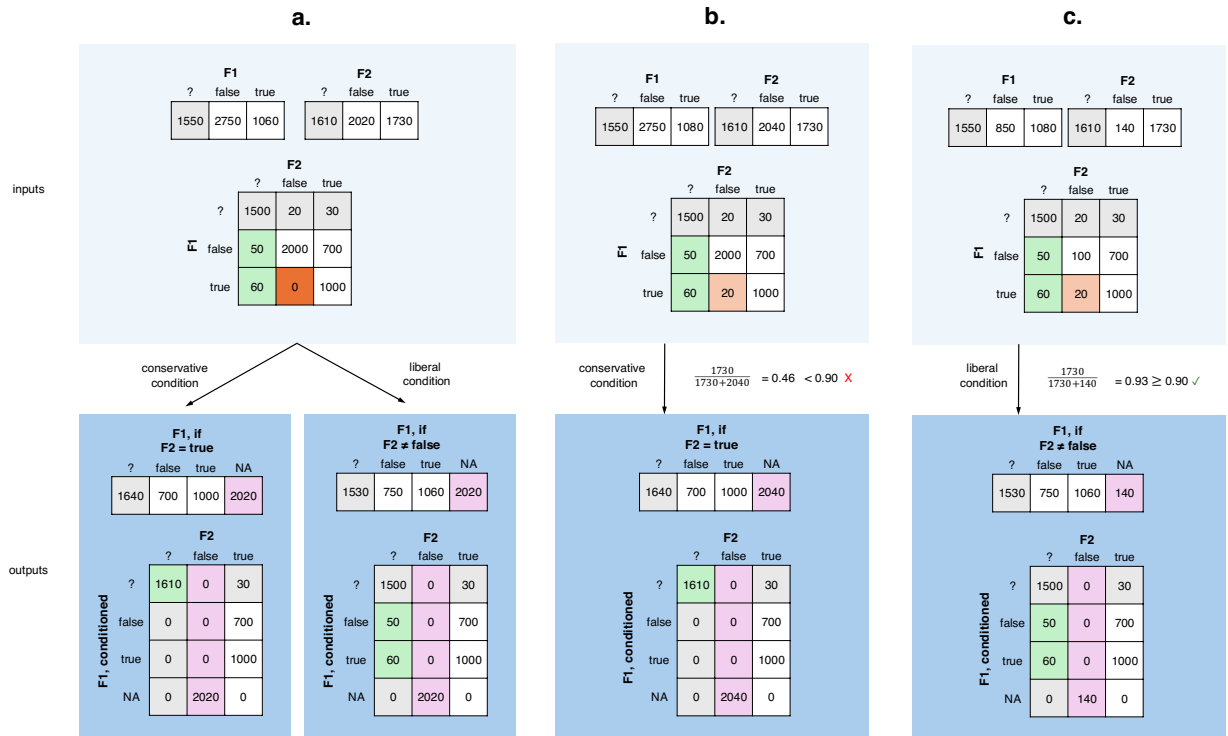 a.
b.
c.
inputs
F1
? false true
1550 2750 1060
F2
? false true
1610 2020 1730
F2
? false true
F1
? 1500 20 30
false 50 2000 700
true 60 0 1000
F1
? false true
1550 2750 1080
F2
? false true
1610 2040 1730
F2
? false true
F1
? 1500 20 30
false 50 2000 700
true 60 20 1000
F1
? false true
1550 850 1080
F2
? false true
1610 140 1730
F2
? false true
F1
? 1500 20 30
false 50 100 700
true 60 20 1000
conservative
condition
liberal
condition
conservative
condition
1730
1730+2040
= 0.46 < 0.90 X
liberal
condition
1730
1730+140
= 0.93 ≥ 0.90 ✓
outputs
F1, if
F2 = true
? false true NA
1640 700 1000 2020
F2
? false true
F1, conditioned
? 1610 0 30
false 0 0 700
true 0 0 1000
NA 0 2020 0
F1, if
F2 ≠ false
? false true NA
1530 750 1060 2020
F2
? false true
F1, conditioned
? 1500 0 30
false 50 0 700
true 60 0 1000
NA 0 2020 0
F1, if
F2 = true
? false true NA
1640 700 1000 2040
F2
? false true
F1, conditioned
? 1610 0 30
false 0 0 700
true 0 0 1000
NA 0 2040 0
F1, if
F2 ≠ false
? false true NA
1530 750 1060 140
F2
? false true
F1, conditioned
? 1500 0 30
false 50 0 700
true 60 0 1000
NA 0 140 0